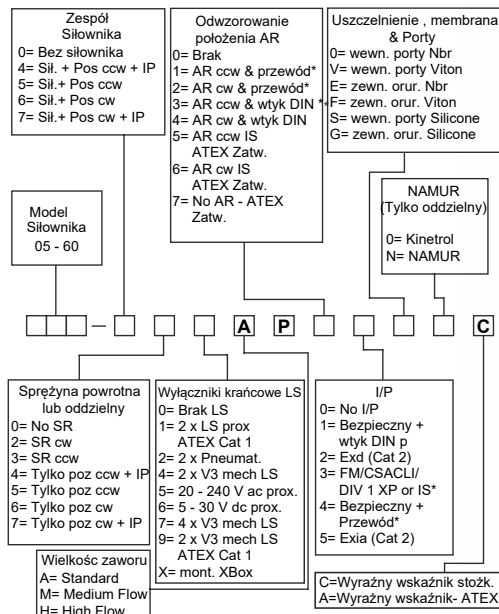 Zespół
Siłownika
0= Bez siłownika
4= Sił. + Pos ccw + IP
5= Sił.+ Pos ccw
6= Sił.+ Pos cw
7= Sił.+ Pos cw + IP
Odwzorowanie
położenia AR
0= Brak
1= AR ccw & przewód*
2= AR cw & przewód*
3= AR ccw & wtyk DIN **
4= AR cw & wtyk DIN
5= AR ccw IS
ATEX Zatw.
6= AR cw IS
ATEX Zatw.
7= No AR - ATEX
Zatw.
Uszczelnienie , membrana
& Porty
0= wewn. porty Nbr
V= wewn. porty Viton
E= zewn. orur. Nbr
F= zewn. orur. Viton
S= wewn. porty Silicone
G= zewn. orur. Silicone
Model
Siłownika
05 - 60
NAMUR
(Tylko oddzielny)
0= Kinetrol
N= NAMUR
– A P C
Sprężyna powrotna
lub oddzielny
0= No SR
2= SR cw
3= SR ccw
4= Tylko poz ccw + IP
5= Tylko poz ccw
6= Tylko poz cw
7= Tylko poz cw + IP
Wyłączniki krańcowe LS
0= Brak LS
1= 2 x LS prox
ATEX Cat 1
2= 2 x Pneumat.
4= 2 x V3 mech LS
5= 20 - 240 V ac prox.
6= 5 - 30 V dc prox.
7= 4 x V3 mech LS
9= 2 x V3 mech LS
ATEX Cat 1
X= mont. XBox
I/P
0= No I/P
1= Bezpieczny +
wtyk DIN p
2= Exd (Cat 2)
3= FM/CSACLI/
DIV 1 XP or IS*
4= Bezpieczny +
Przewód*
5= Exia (Cat 2)
Wielkośc zaworu
A= Standard
M= Medium Flow
H= High Flow
C=Wyraźny wskaźnik stożk.
A=Wyraźny wskaźnik- ATEX